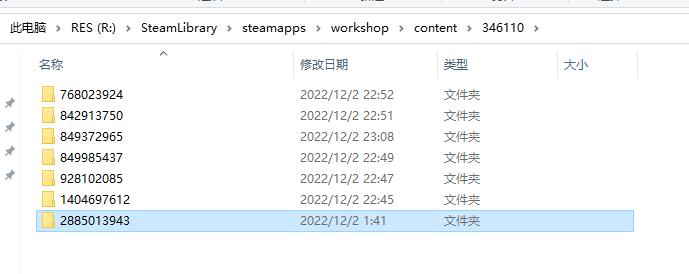 此电脑 > RES (R:) > SteamLibrary > steamapps > workshop > content > 346110 >
名称 修改日期 类型 大小
768023924 2022/12/2 22:52 文件夹
842913750 2022/12/2 22:51 文件夹
849372965 2022/12/2 23:08 文件夹
849985437 2022/12/2 22:49 文件夹
928102085 2022/12/2 22:47 文件夹
1404697612 2022/12/2 22:45 文件夹
2885013943 2022/12/2 1:41 文件夹